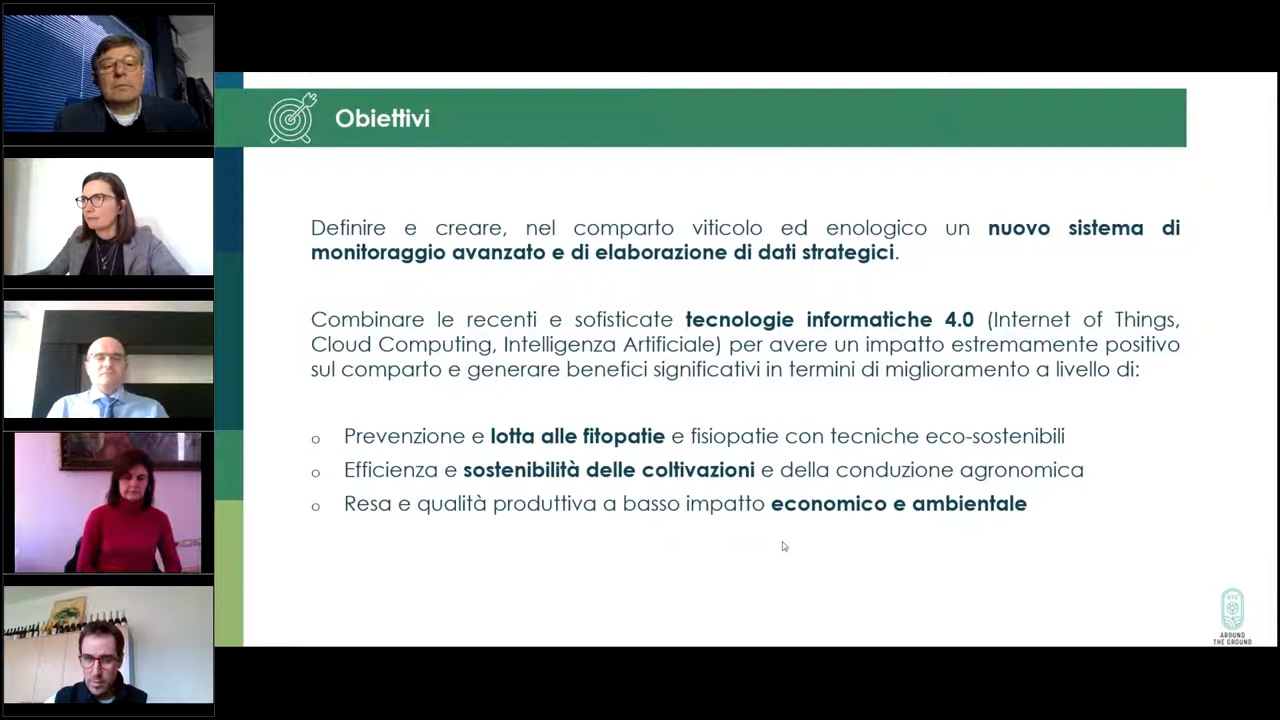 Obiettivi
Definire e creare, nel comparto viticolo ed enologico un nuovo sistema di
monitoraggio avanzato e di elaborazione di dati strategici.
Combinare le recenti e sofisticate tecnologie informatiche 4.0 (Internet of Things,
Cloud Computing, Intelligenza Artificiale) per avere un impatto estremamente positivo
sul comparto e generare benefici significativi in termini di miglioramento a livello di:
o Prevenzione e lotta alle fitopatie e fisiopatie con tecniche eco-sostenibili
o Efficienza e sostenibilità delle coltivazioni e della conduzione agronomica
o Resa e qualità produttiva a basso impatto economico e ambientale
ATG
AROUND
THE GROUND